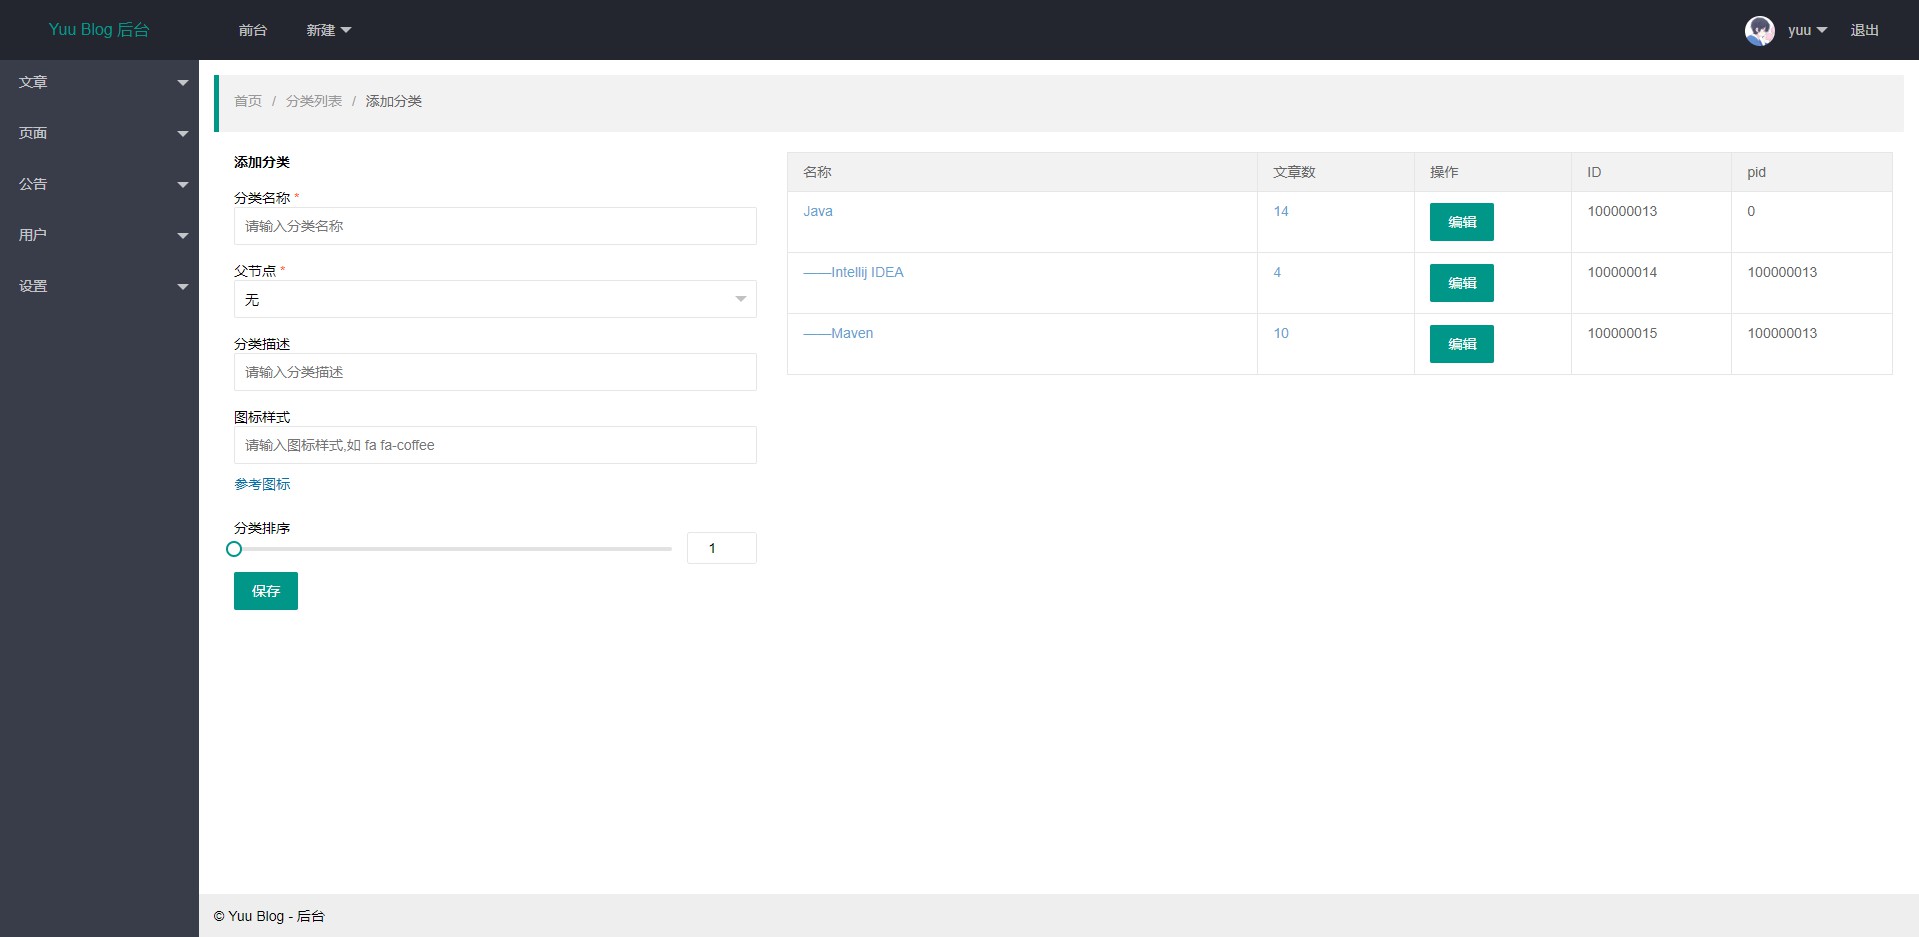 Yuu Blog 后台
前台
新建
yuu
退出
文章
页面
公告
用户
设置
首页 / 分类列表 / 添加分类
添加分类
分类名称 *
请输入分类名称
父节点 *
无
分类描述
请输入分类描述
图标样式
请输入图标样式,如 fa fa-coffee
参考图标
分类排序
1
保存
名称 文章数 操作 ID pid
Java 14 编辑 100000013 0
——Intellij IDEA 4 编辑 100000014 100000013
——Maven 10 编辑 100000015 100000013
© Yuu Blog - 后台